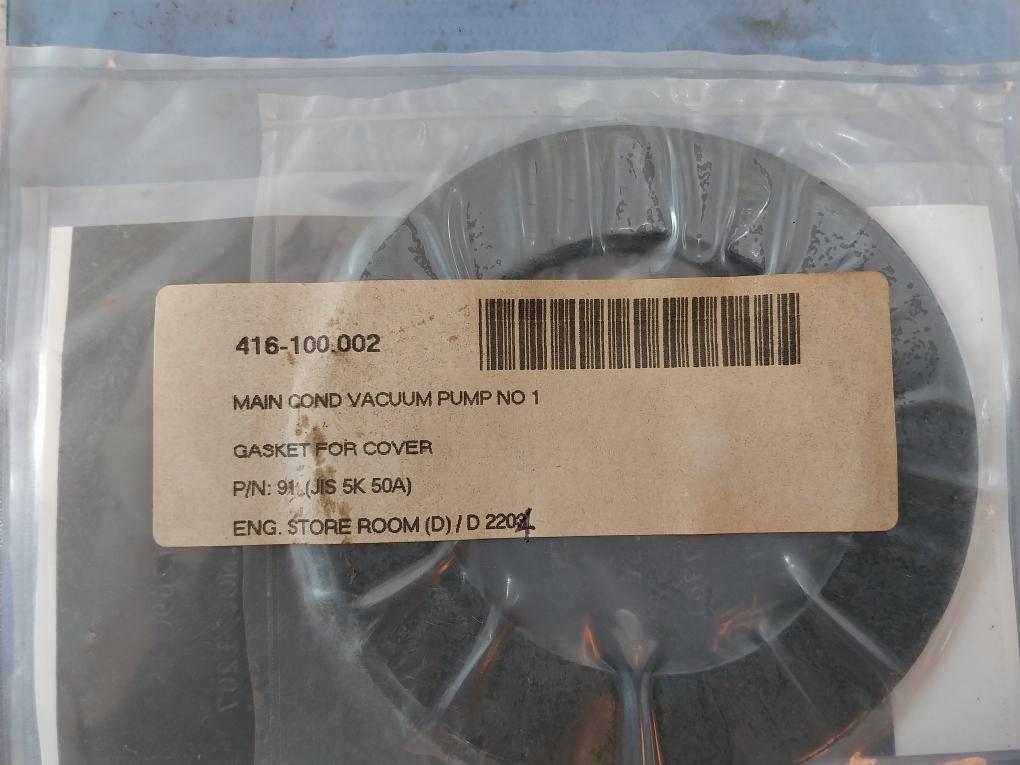 416-100.002
MAIN COND VACUUM PUMP NO 1
GASKET FOR COVER
P/N: 91 (JIS 5K 50A)
ENG. STORE ROOM (D) / D